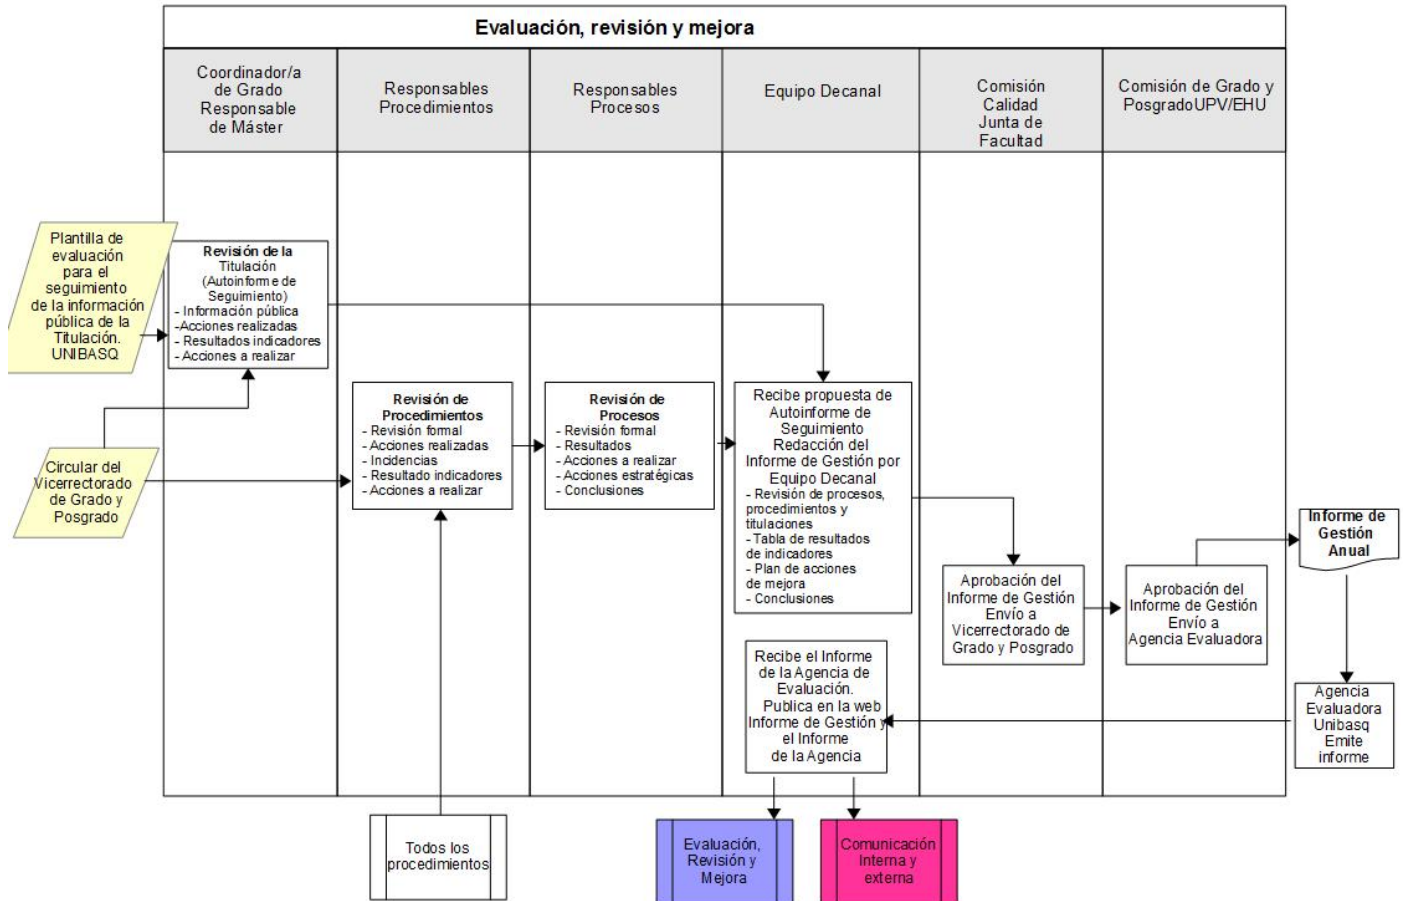 Evaluación, revisión y mejora
Coordinador/a
de Grado
Responsable
de Máster
Responsables
Procedimientos
Responsables
Procesos
Equipo Decanal
Comisión
Calidad
Junta de
Facultad
Comisión de Grado y
PosgradoUPV/EHU
Plantilla de
evaluación
para el
seguimiento
de la información
pública de la
Titulación.
UNIBASQ
Revisión de la
Titulación
(Autoinforme de
Seguimiento)
- Información pública
-Acciones realizadas
- Resultados indicadores
- Acciones a realizar
Circular del
Vicerrectorado
de Grado y
Posgrado
Revisión de
Procedimientos
- Revisión formal
- Acciones realizadas
- Incidencias
- Resultado indicadores
- Acciones a realizar
Revisión de
Procesos
- Revisión formal
- Resultados
- Acciones a realizar
- Acciones estratégicas
- Conclusiones
Recibe propuesta de
Autoinforme de
Seguimiento
Redacción del
Informe de Gestión por
Equipo Decanal
- Revisión de procesos,
procedimientos y
titulaciones
- Tabla de resultados
de indicadores
- Plan de acciones
de mejora
- Conclusiones
Aprobación del
Informe de Gestión
Envío a
Vicerrectorado de
Grado y Posgrado
Aprobación del
Informe de Gestión
Envío a
Agencia Evaluadora
Informe de
Gestión
Anual
Agencia
Evaluadora
Unibasq
Emite
informe
Recibe el Informe
de la Agencia de
Evaluación.
Publica en la web
Informe de Gestión y
el Informe
de la Agencia
Todos los
procedimientos
Evaluación,
Revisión y
Mejora
Comunicación
Interna y
externa